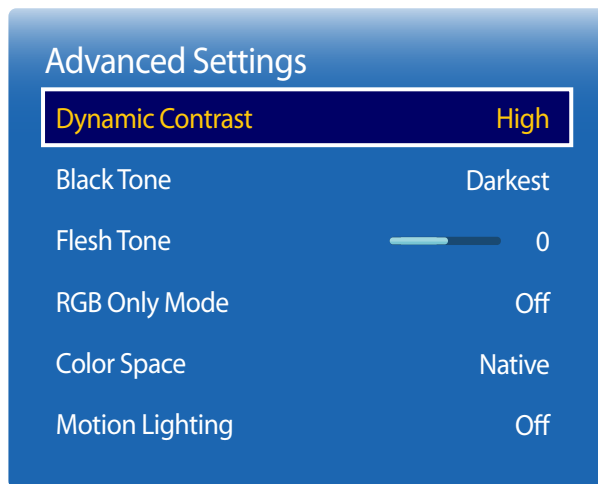 Advanced Settings
Dynamic Contrast High
Black Tone Darkest
Flesh Tone 0
RGB Only Mode Off
Color Space Native
Motion Lighting Off